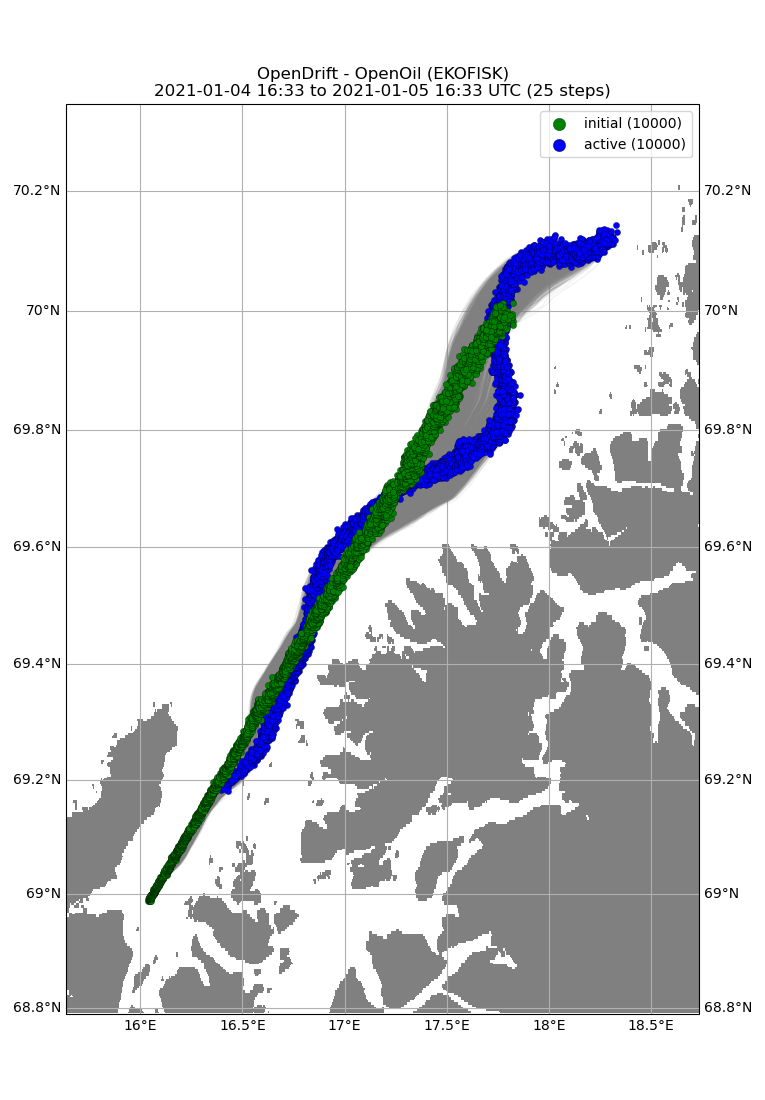 OpenDrift - OpenOil (EKOFISK)
2021-01-04 16:33 to 2021-01-05 16:33 UTC (25 steps)
initial (10000)
active (10000)
70.2°N 70.2°N
70°N 70°N
69.8°N 69.8°N
69.6°N 69.6°N
69.4°N 69.4°N
69.2°N 69.2°N
69°N 69°N
68.8°N 68.8°N
16°E 16.5°E 17°E 17.5°E 18°E 18.5°E